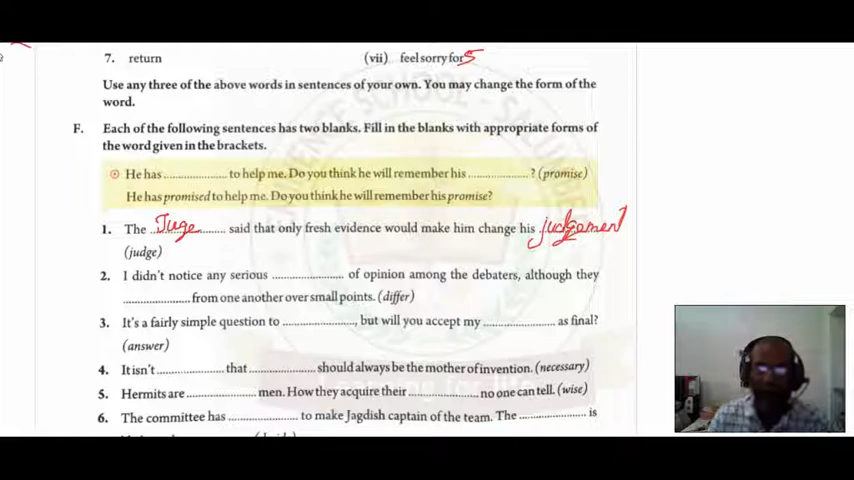 7. return (vii) feel sorry for 5
Use any three of the above words in sentences of your own. You may change the form of the
word.
F. Each of the following sentences has two blanks. Fill in the blanks with appropriate forms of
the word given in the brackets.
He has ...................... to help me. Do you think he will remember his .................... ? (promise)
He has promised to help me. Do you think he will remember his promise?
1. The ..Juge......... said that only fresh evidence would make him change his judgement
(judge)
2. I didn't notice any serious ........................ of opinion among the debaters, although they
....................... from one another over small points. (differ)
3. It's a fairly simple question to ........................, but will you accept my ........................ as final?
(answer)
4. It isn't ....................... that ....................... should always be the mother of invention. (necessary)
5. Hermits are ....................... men. How they acquire their ........................ no one can tell. (wise)
6. The committee has ....................... to make Jagdish captain of the team. The ....................... is